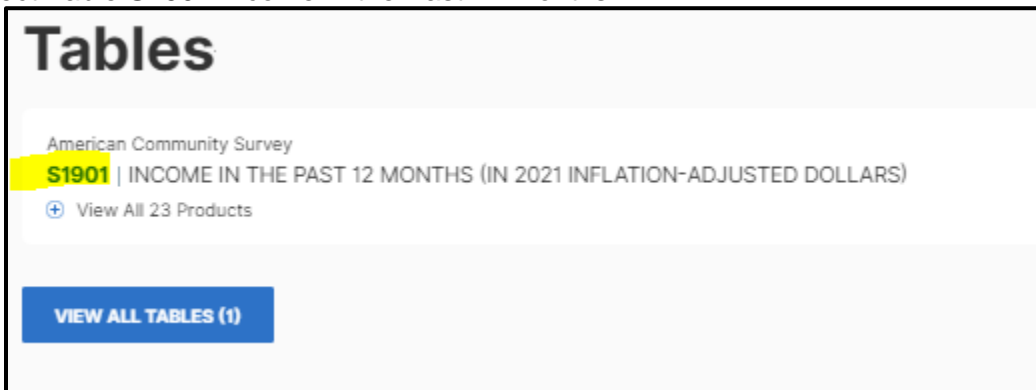 Tables
American Community Survey
S1901 | INCOME IN THE PAST 12 MONTHS (IN 2021 INFLATION-ADJUSTED DOLLARS)
View All 23 Products
VIEW ALL TABLES (1)